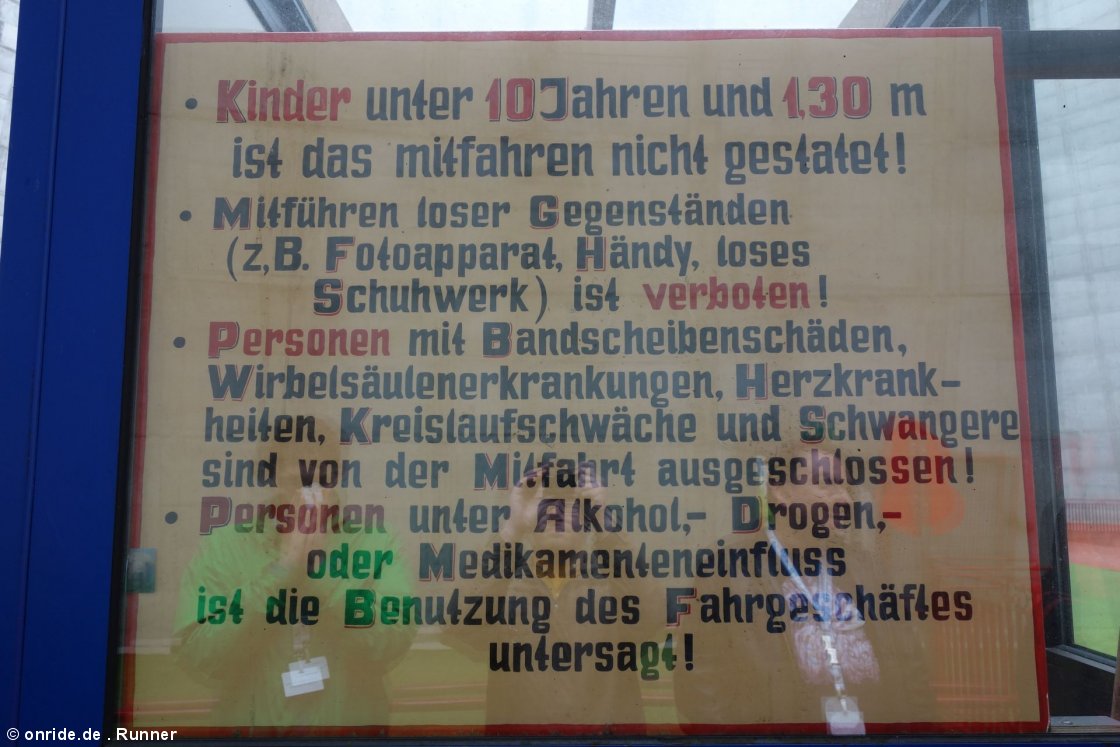 • Kinder unter 10 Jahren und 1,30 m
ist das mitfahren nicht gestatet!
• Mitführen loser Gegenständen
(z,B. Fotoapparat, Händy, loses
Schuhwerk) ist verboten!
• Personen mit Bandscheibenschäden,
Wirbelsäulenerkrankungen, Herzkrank-
heiten, Kreislaufschwäche und Schwangere
sind von der Mitfahrt ausgeschlossen!
• Personen unter Alkohol,- Drogen,-
oder Medikamenteneinfluss
ist die Benutzung des Fahrgeschäftes
untersagt!
© onride.de . Runner